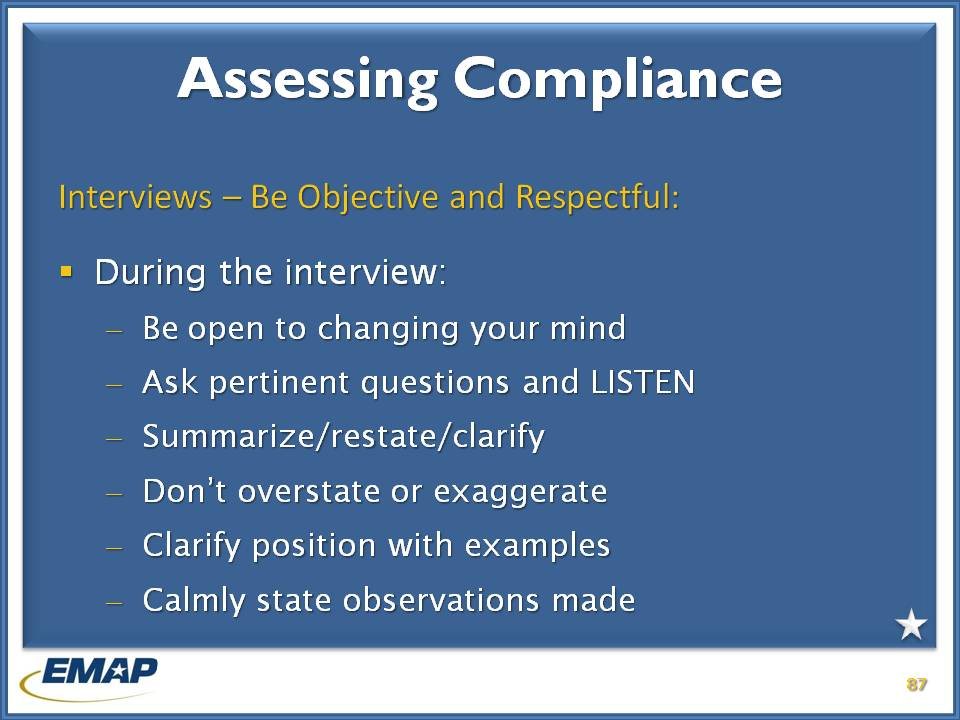 Assessing Compliance
Interviews – Be Objective and Respectful:
▪ During the interview:
– Be open to changing your mind
– Ask pertinent questions and LISTEN
– Summarize/restate/clarify
– Don’t overstate or exaggerate
– Clarify position with examples
– Calmly state observations made
EMAP
87